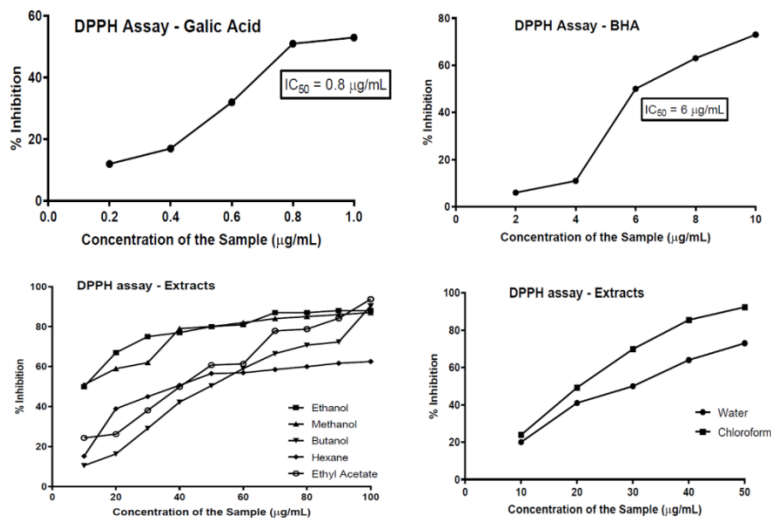 DPPH Assay - Galic Acid
60
40
20
0
% Inhibition
IC50 = 0.8 μg/mL
0.0 0.2 0.4 0.6 0.8 1.0
Concentration of the Sample (μg/mL)
DPPH Assay - BHA
80
60
40
20
0
% Inhibition
IC50 = 6 μg/mL
0 2 4 6 8 10
Concentration of the Sample (μg/mL)
DPPH assay - Extracts
100
80
60
40
20
0
% Inhibition
Ethanol
Methanol
Butanol
Hexane
Ethyl Acetate
0 20 40 60 80 100
Concentration of the Sample (μg/mL)
DPPH assay - Extracts
100
80
60
40
20
0
% Inhibition
Water
Chloroform
10 20 30 40 50
Concentration of the Sample (μg/mL)